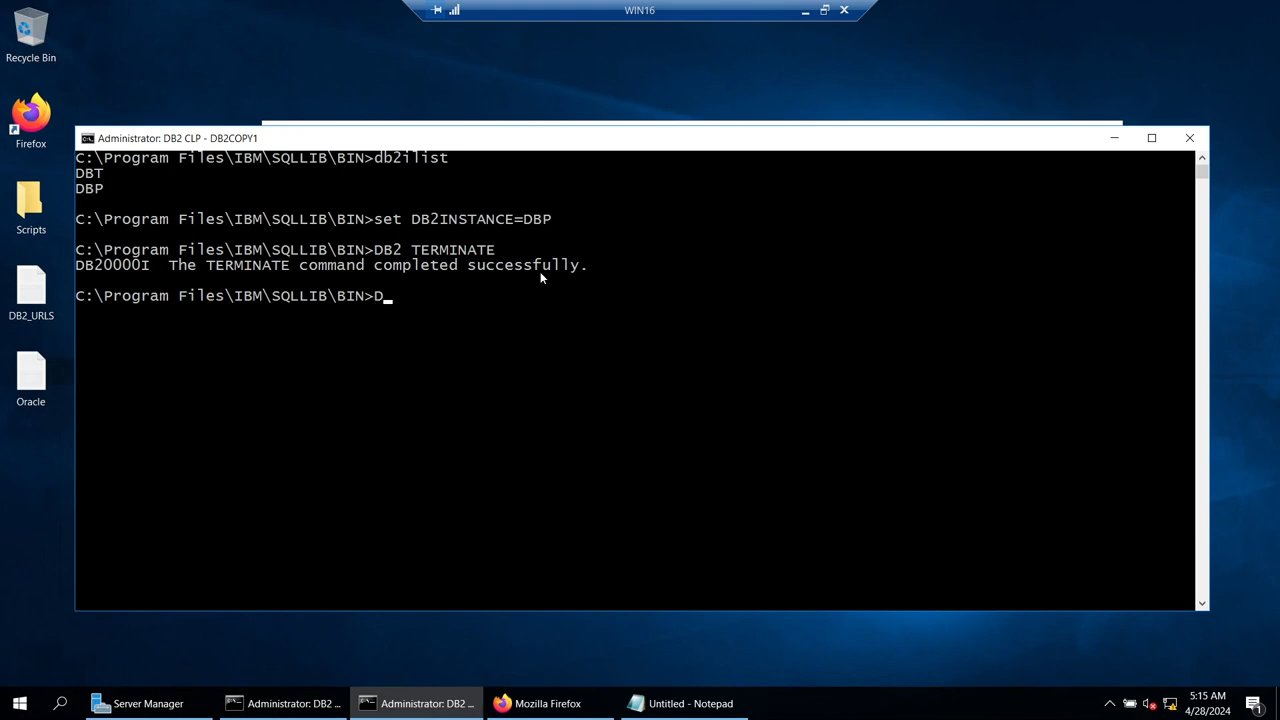 WIN16
Recycle Bin
Firefox
Scripts
DB2_URLS
Oracle
Administrator: DB2 CLP - DB2COPY1
C:\Program Files\IBM\SQLLIB\BIN>db2ilist
DBT
DBP
C:\Program Files\IBM\SQLLIB\BIN>set DB2INSTANCE=DBP
C:\Program Files\IBM\SQLLIB\BIN>DB2 TERMINATE
DB20000I  The TERMINATE command completed successfully.
C:\Program Files\IBM\SQLLIB\BIN>D_
Server Manager
Administrator: DB2 ...
Administrator: DB2 ...
Mozilla Firefox
Untitled - Notepad
5:15 AM
4/28/2024
1